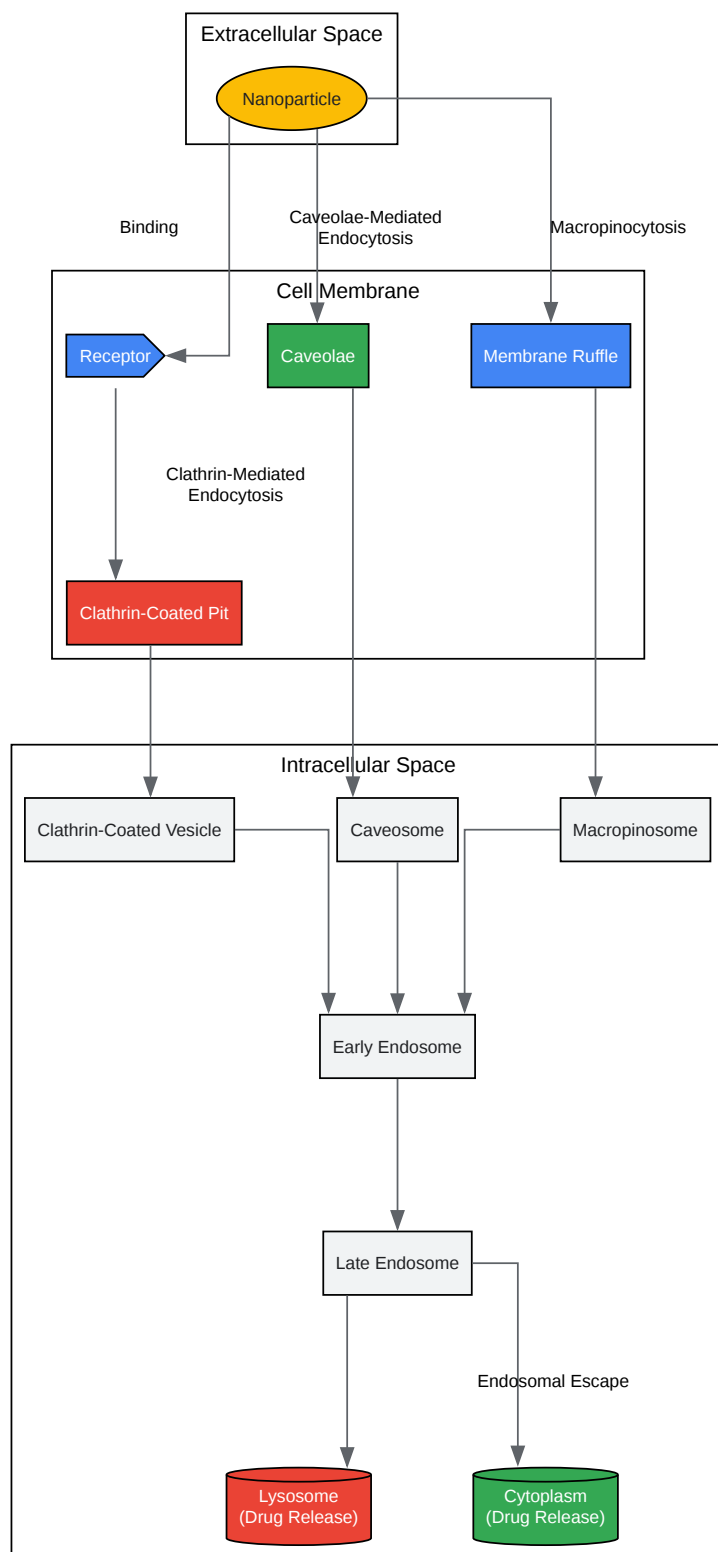 Extracellular Space
Nanoparticle
Binding
Caveolae-Mediated
Endocytosis
Macropinocytosis
Cell Membrane
Receptor
Caveolae
Membrane Ruffle
Clathrin-Mediated
Endocytosis
Clathrin-Coated Pit
Intracellular Space
Clathrin-Coated Vesicle
Caveosome
Macropinosome
Early Endosome
Late Endosome
Endosomal Escape
Lysosome
(Drug Release)
Cytoplasm
(Drug Release)